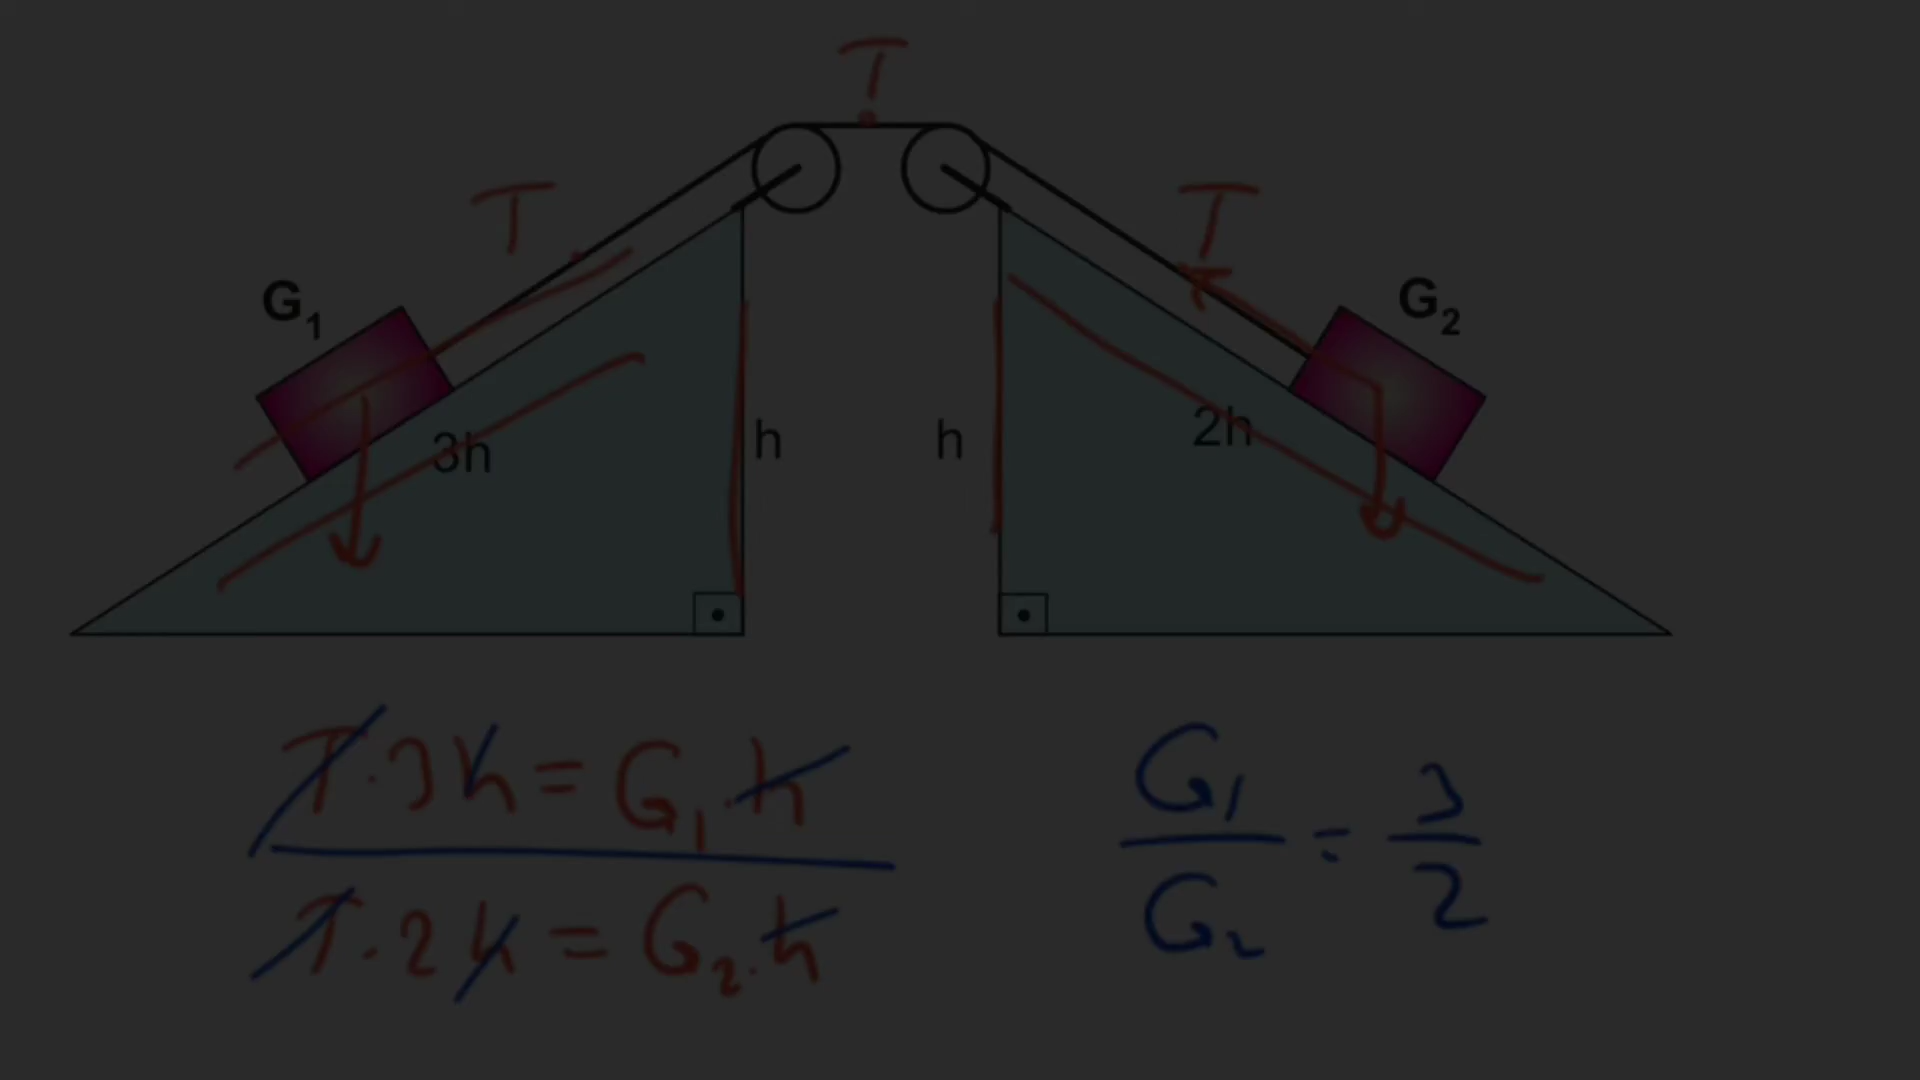 T
T
T
G₁
G₂
3h
h
h
2h
T.3h = G₁.h
T.2h = G₂.h
G₁/G₂ = 3/2